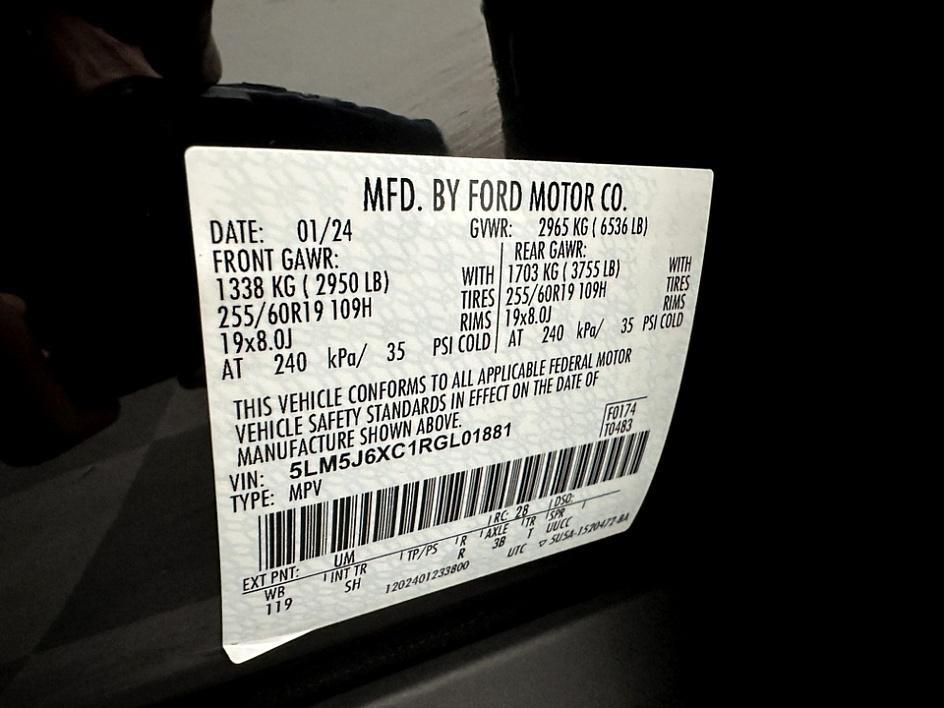 MFD. BY FORD MOTOR CO.
DATE: 01/24 GVWR: 2965 KG ( 6536 LB)
FRONT GAWR: REAR GAWR:
1338 KG ( 2950 LB) WITH 1703 KG ( 3755 LB) WITH
255/60R19 109H TIRES 255/60R19 109H TIRES
19x8.0J RIMS 19x8.0J RIMS
AT 240 kPa/ 35 PSI COLD AT 240 kPa/ 35 PSI COLD
THIS VEHICLE CONFORMS TO ALL APPLICABLE FEDERAL MOTOR
VEHICLE SAFETY STANDARDS IN EFFECT ON THE DATE OF
MANUFACTURE SHOWN ABOVE.
F0174
T0483
VIN: 5LM5J6XC1RGL01881
TYPE: MPV
EXT PNT: UM RC: 28 DSO:
WB INT TR TP/PS R AXLE TR SPR
119 SH R 3B T UUCC
1202401233800 UTC ▽ 5U5A-1520472-BA